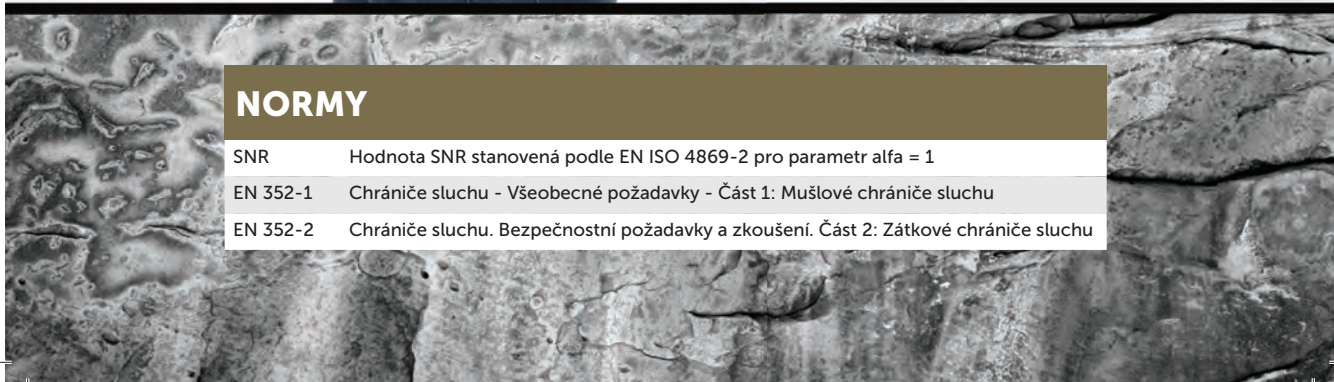 NORMY
SNR Hodnota SNR stanovená podle EN ISO 4869-2 pro parametr alfa = 1
EN 352-1 Chrániče sluchu - Všeobecné požadavky - Část 1: Mušlové chrániče sluchu
EN 352-2 Chrániče sluchu. Bezpečnostní požadavky a zkoušení. Část 2: Zátkové chrániče sluchu